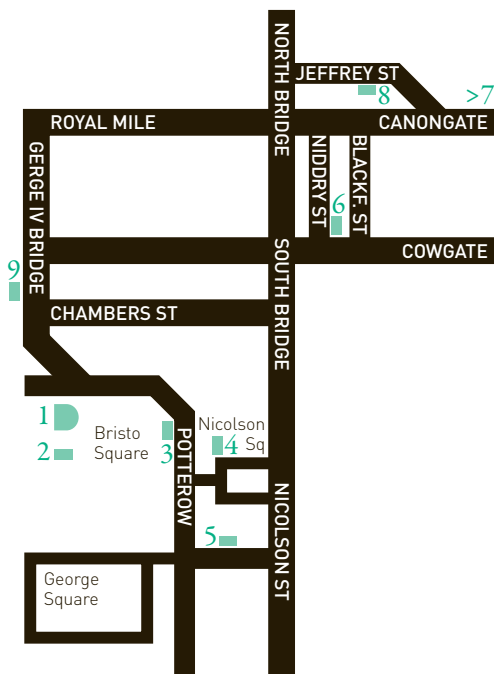 NORTH BRIDGE
JEFFREY ST
8
>7
ROYAL MILE
CANONGATE
GERGE IV BRIDGE
NIDDRY ST
BLACKF. ST
6
SOUTH BRIDGE
COWGATE
9
CHAMBERS ST
1
2
Bristo
Square
3
POTTEROW
Nicolson
Sq
4
NICOLSON ST
5
George
Square